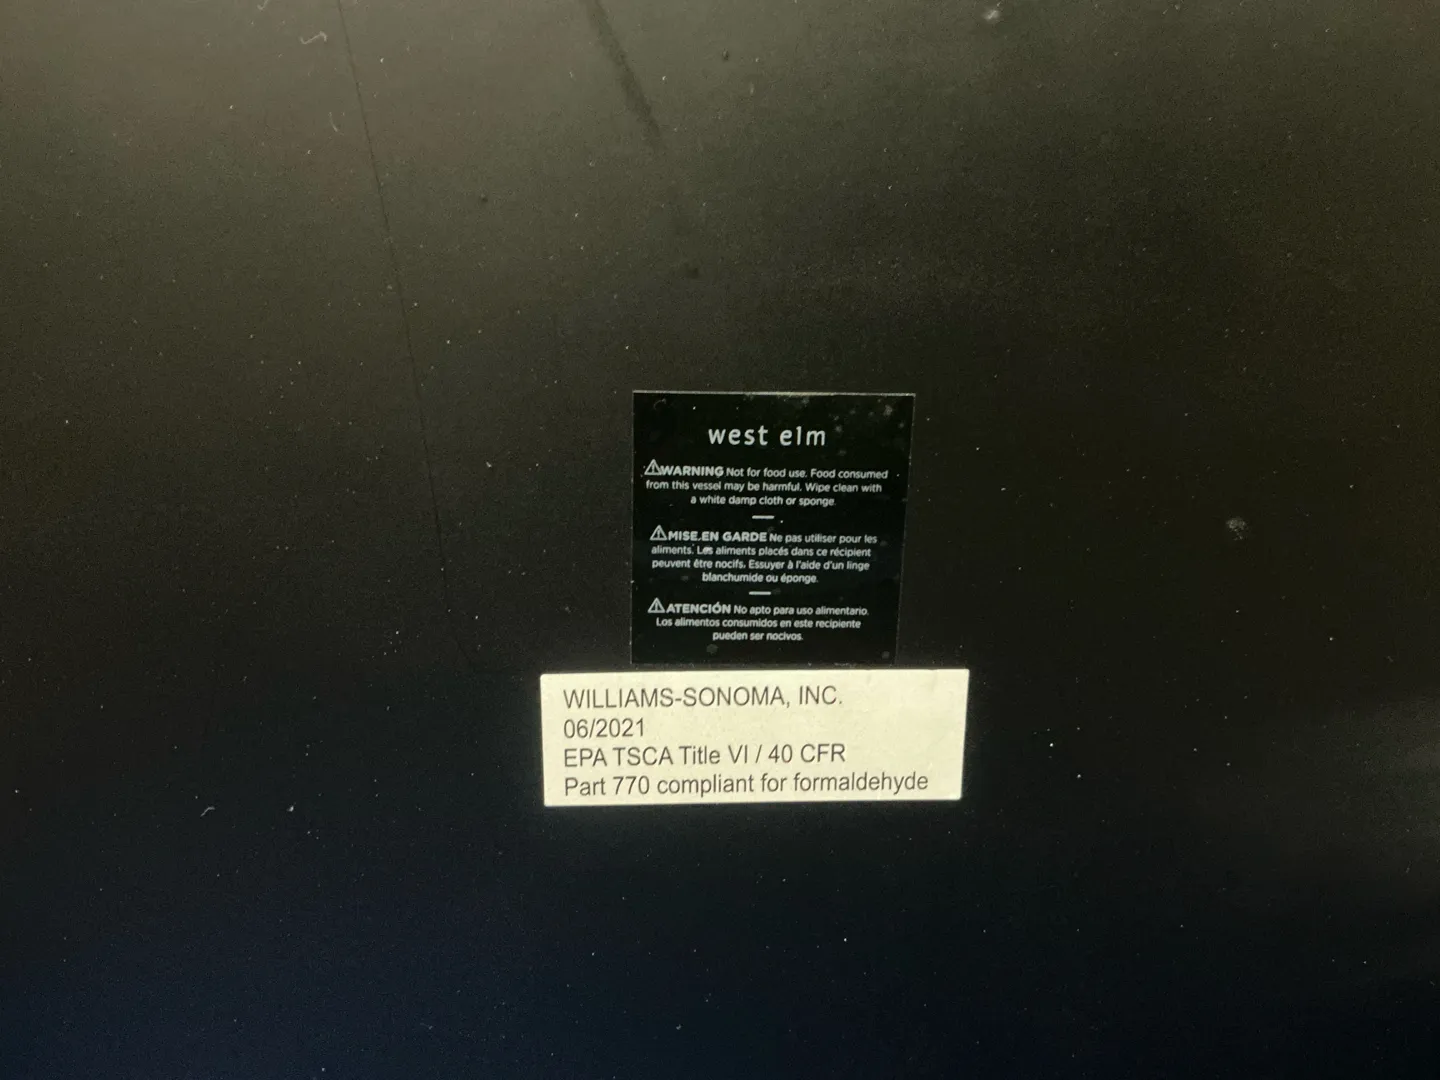 west elm
⚠WARNING Not for food use. Food consumed
from this vessel may be harmful. Wipe clean with
a white damp cloth or sponge.
⚠MISE EN GARDE Ne pas utiliser pour les
aliments. Les aliments placés dans ce récipient
peuvent être nocifs. Essuyer à l'aide d'un linge
blanchumide ou éponge.
⚠ATENCIÓN No apto para uso alimentario.
Los alimentos consumidos en este recipiente
pueden ser nocivos.
WILLIAMS-SONOMA, INC.
06/2021
EPA TSCA Title VI / 40 CFR
Part 770 compliant for formaldehyde